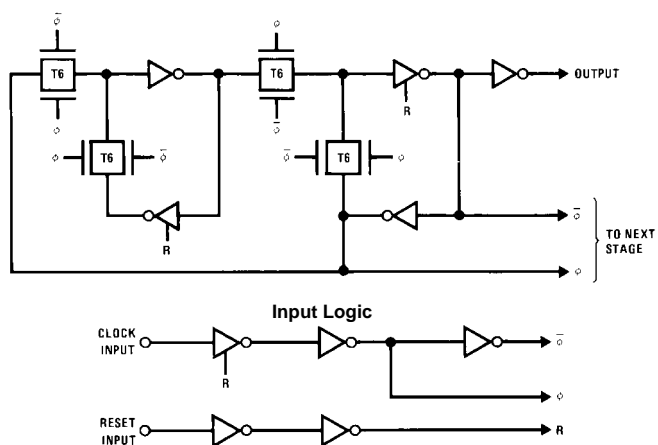 φ̅
T6
φ
T6
φ
φ̅
R
OUTPUT
φ T6 φ̅
φ̅ T6 φ
R
φ̅
TO NEXT
STAGE
φ
Input Logic
CLOCK
INPUT
R
φ̅
φ
RESET
INPUT
R